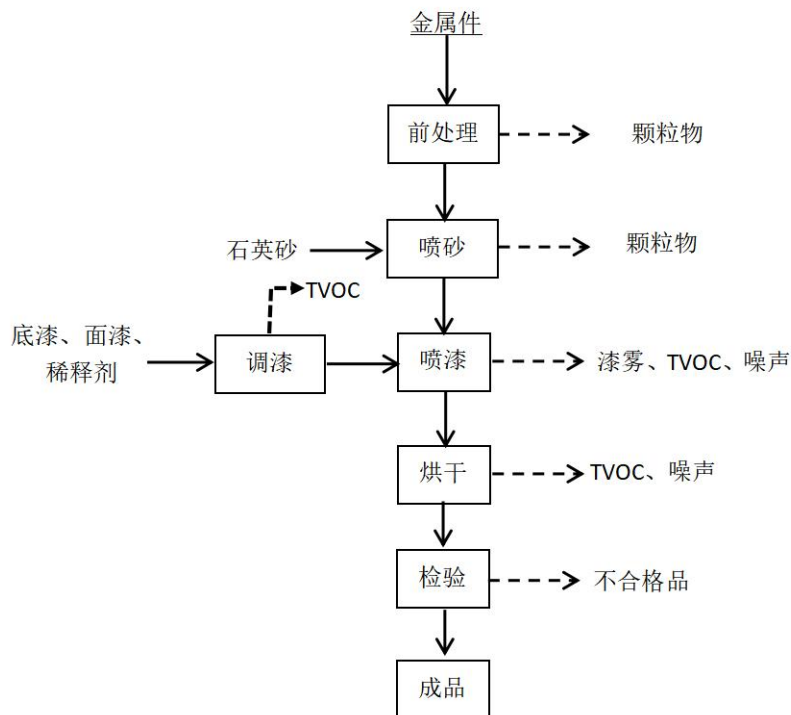 金属件
前处理
颗粒物
石英砂
喷砂
颗粒物
TVOC
底漆、面漆、
稀释剂
调漆
喷漆
漆雾、TVOC、噪声
烘干
TVOC、噪声
检验
不合格品
成品